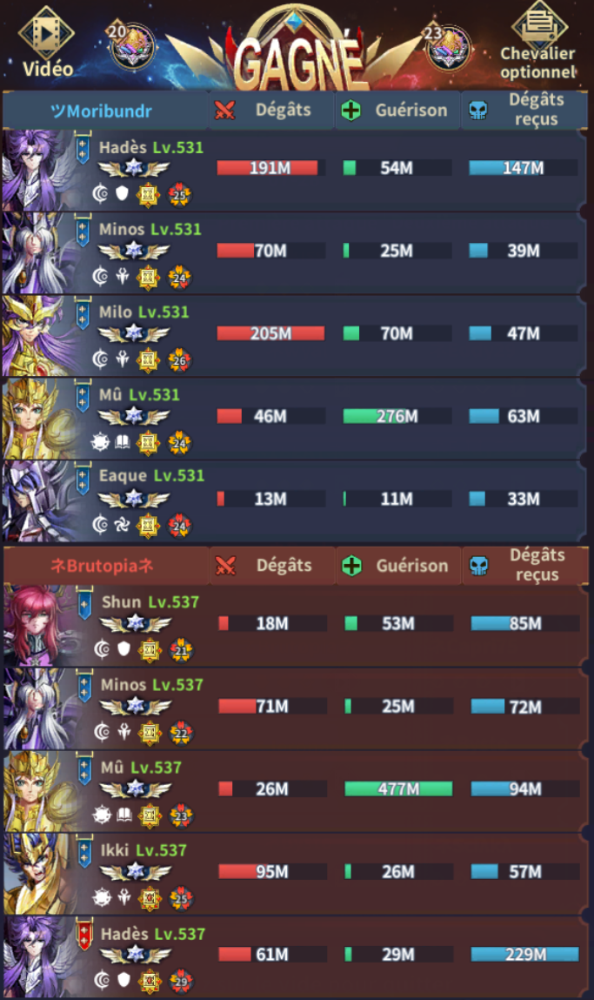 20
GAGNÉ
23
Vidéo
Chevalier
optionnel
ツMoribundr Dégâts Guérison Dégâts reçus
Hadès Lv.531
191M 54M 147M
25
Minos Lv.531
70M 25M 39M
24
Milo Lv.531
205M 70M 47M
26
Mû Lv.531
46M 276M 63M
24
Eaque Lv.531
13M 11M 33M
24
ネBrutopiaネ Dégâts Guérison Dégâts reçus
Shun Lv.537
18M 53M 85M
21
Minos Lv.537
71M 25M 72M
22
Mû Lv.537
26M 477M 94M
23
Ikki Lv.537
95M 26M 57M
25
Hadès Lv.537
61M 29M 229M
29